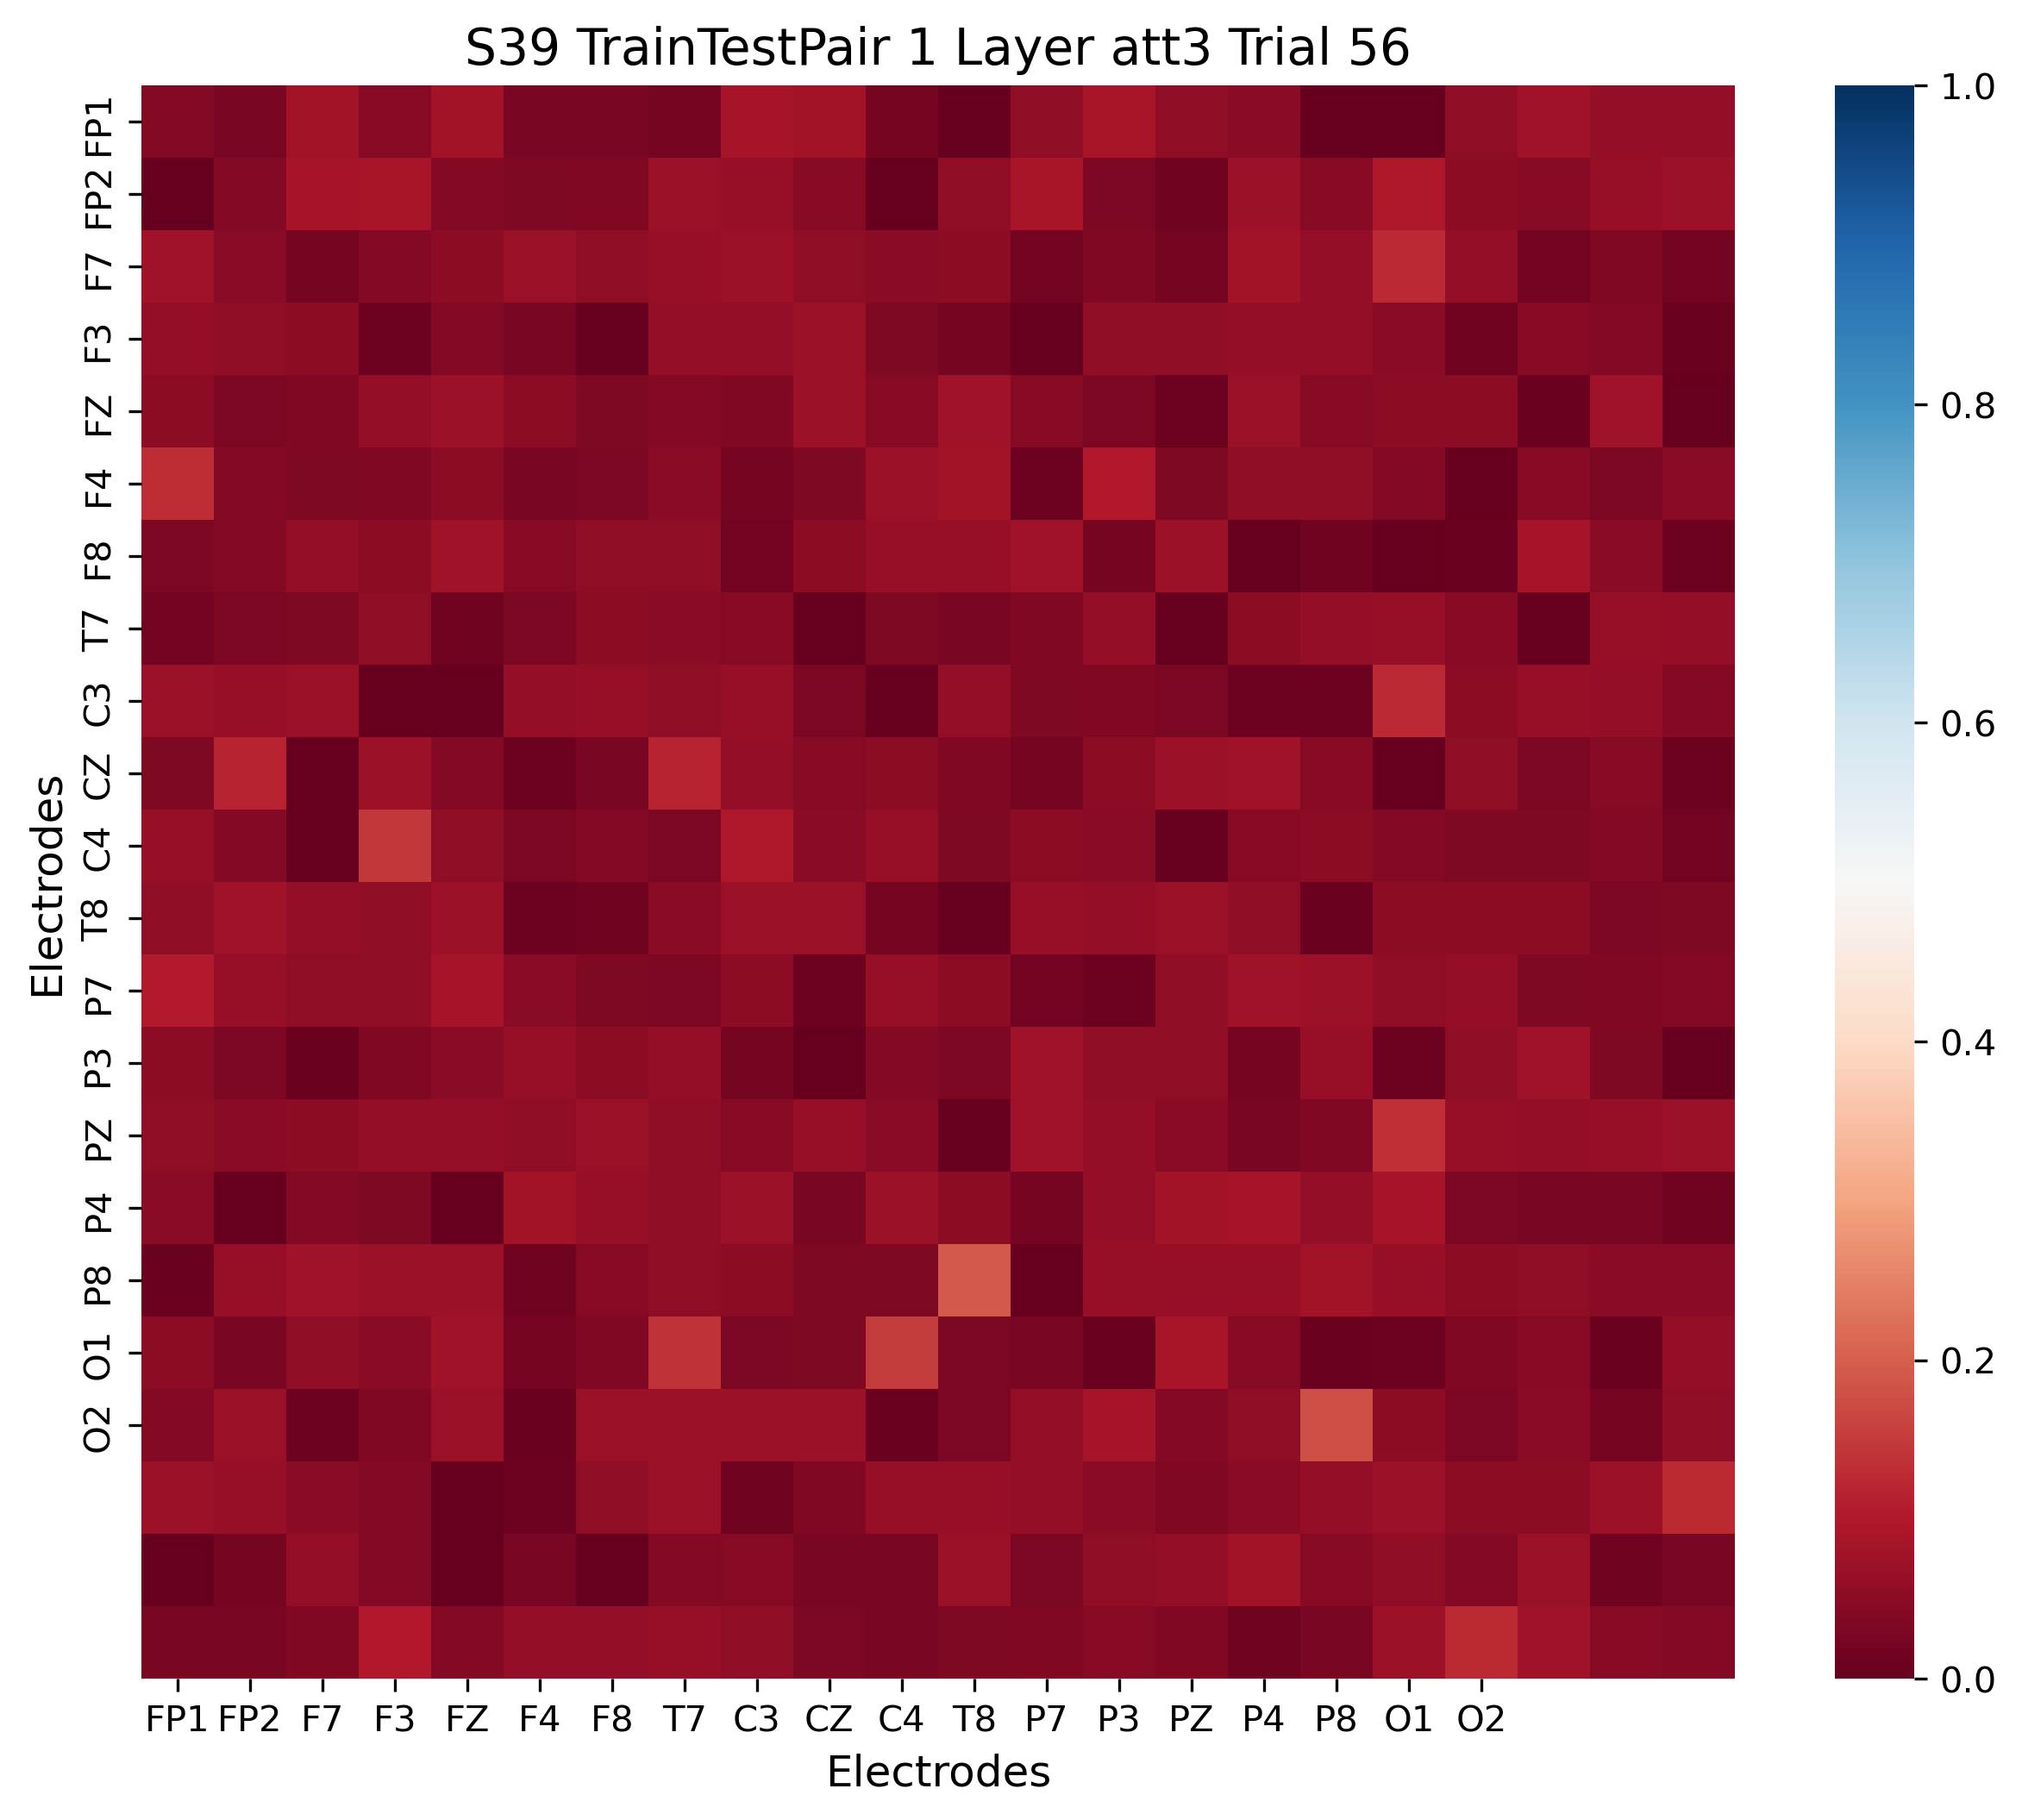 S39 TrainTestPair 1 Layer att3 Trial 56
Electrodes
FP1
FP2
F7
F3
FZ
F4
F8
T7
C3
CZ
C4
T8
P7
P3
PZ
P4
P8
O1
O2
FP1 FP2 F7 F3 FZ F4 F8 T7 C3 CZ C4 T8 P7 P3 PZ P4 P8 O1 O2
Electrodes
1.0
0.8
0.6
0.4
0.2
0.0